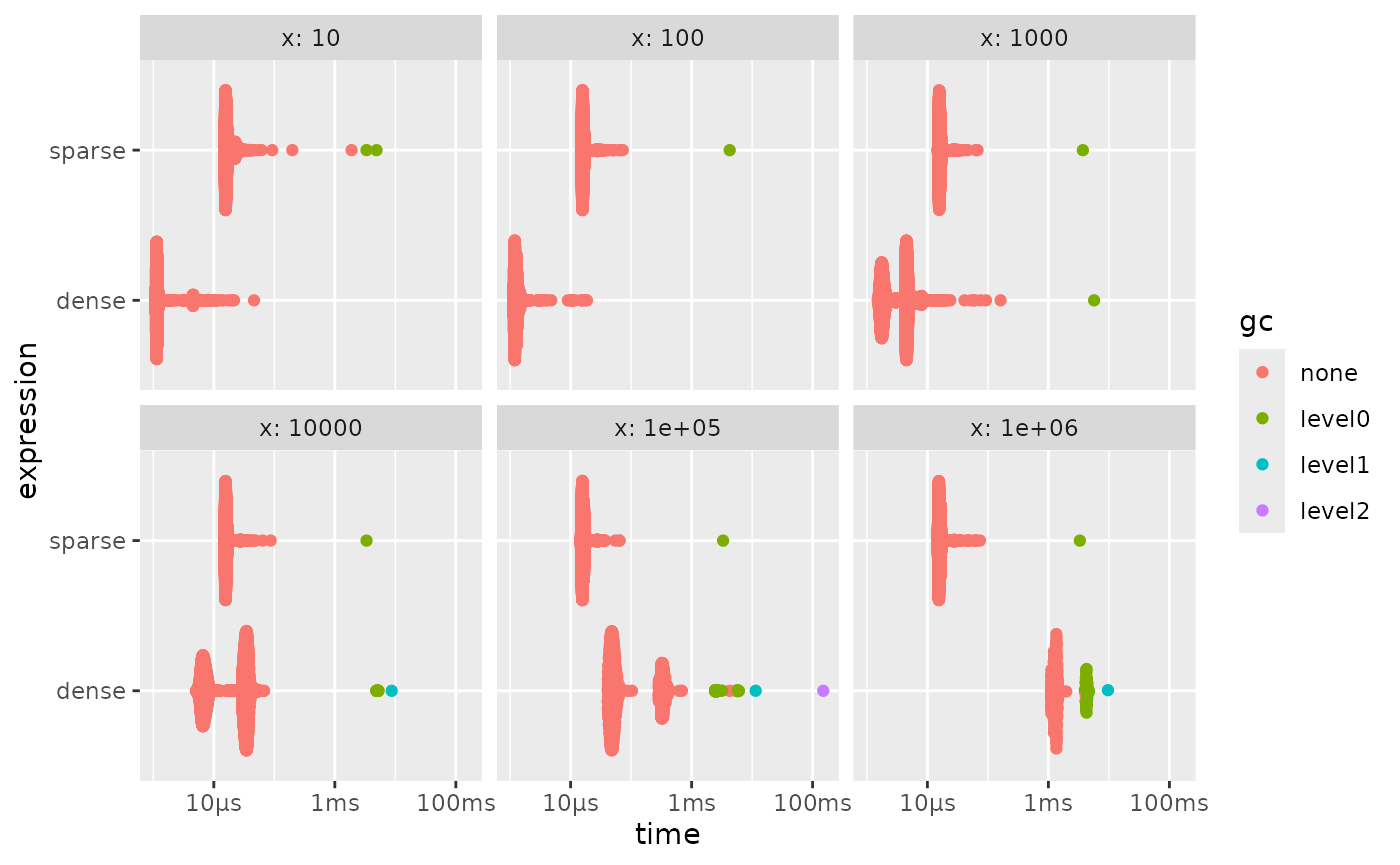 x: 10
x: 100
x: 1000
sparse
dense
x: 10000
x: 1e+05
x: 1e+06
sparse
dense
10µs
1ms
100ms
10µs
1ms
100ms
10µs
1ms
100ms
time
expression
gc
none
level0
level1
level2